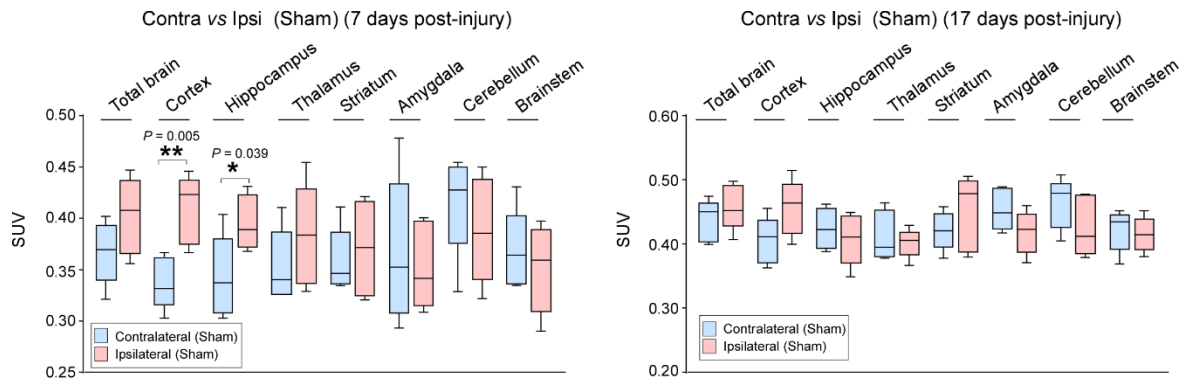 Contra vs Ipsi (Sham) (7 days post-injury)
Total brain
Cortex
Hippocampus
Thalamus
Striatum
Amygdala
Cerebellum
Brainstem
P = 0.005
**
P = 0.039
*
SUV
0.50
0.45
0.40
0.35
0.30
0.25
Contralateral (Sham)
Ipsilateral (Sham)
Contra vs Ipsi (Sham) (17 days post-injury)
Total brain
Cortex
Hippocampus
Thalamus
Striatum
Amygdala
Cerebellum
Brainstem
SUV
0.60
0.50
0.40
0.30
0.20
Contralateral (Sham)
Ipsilateral (Sham)